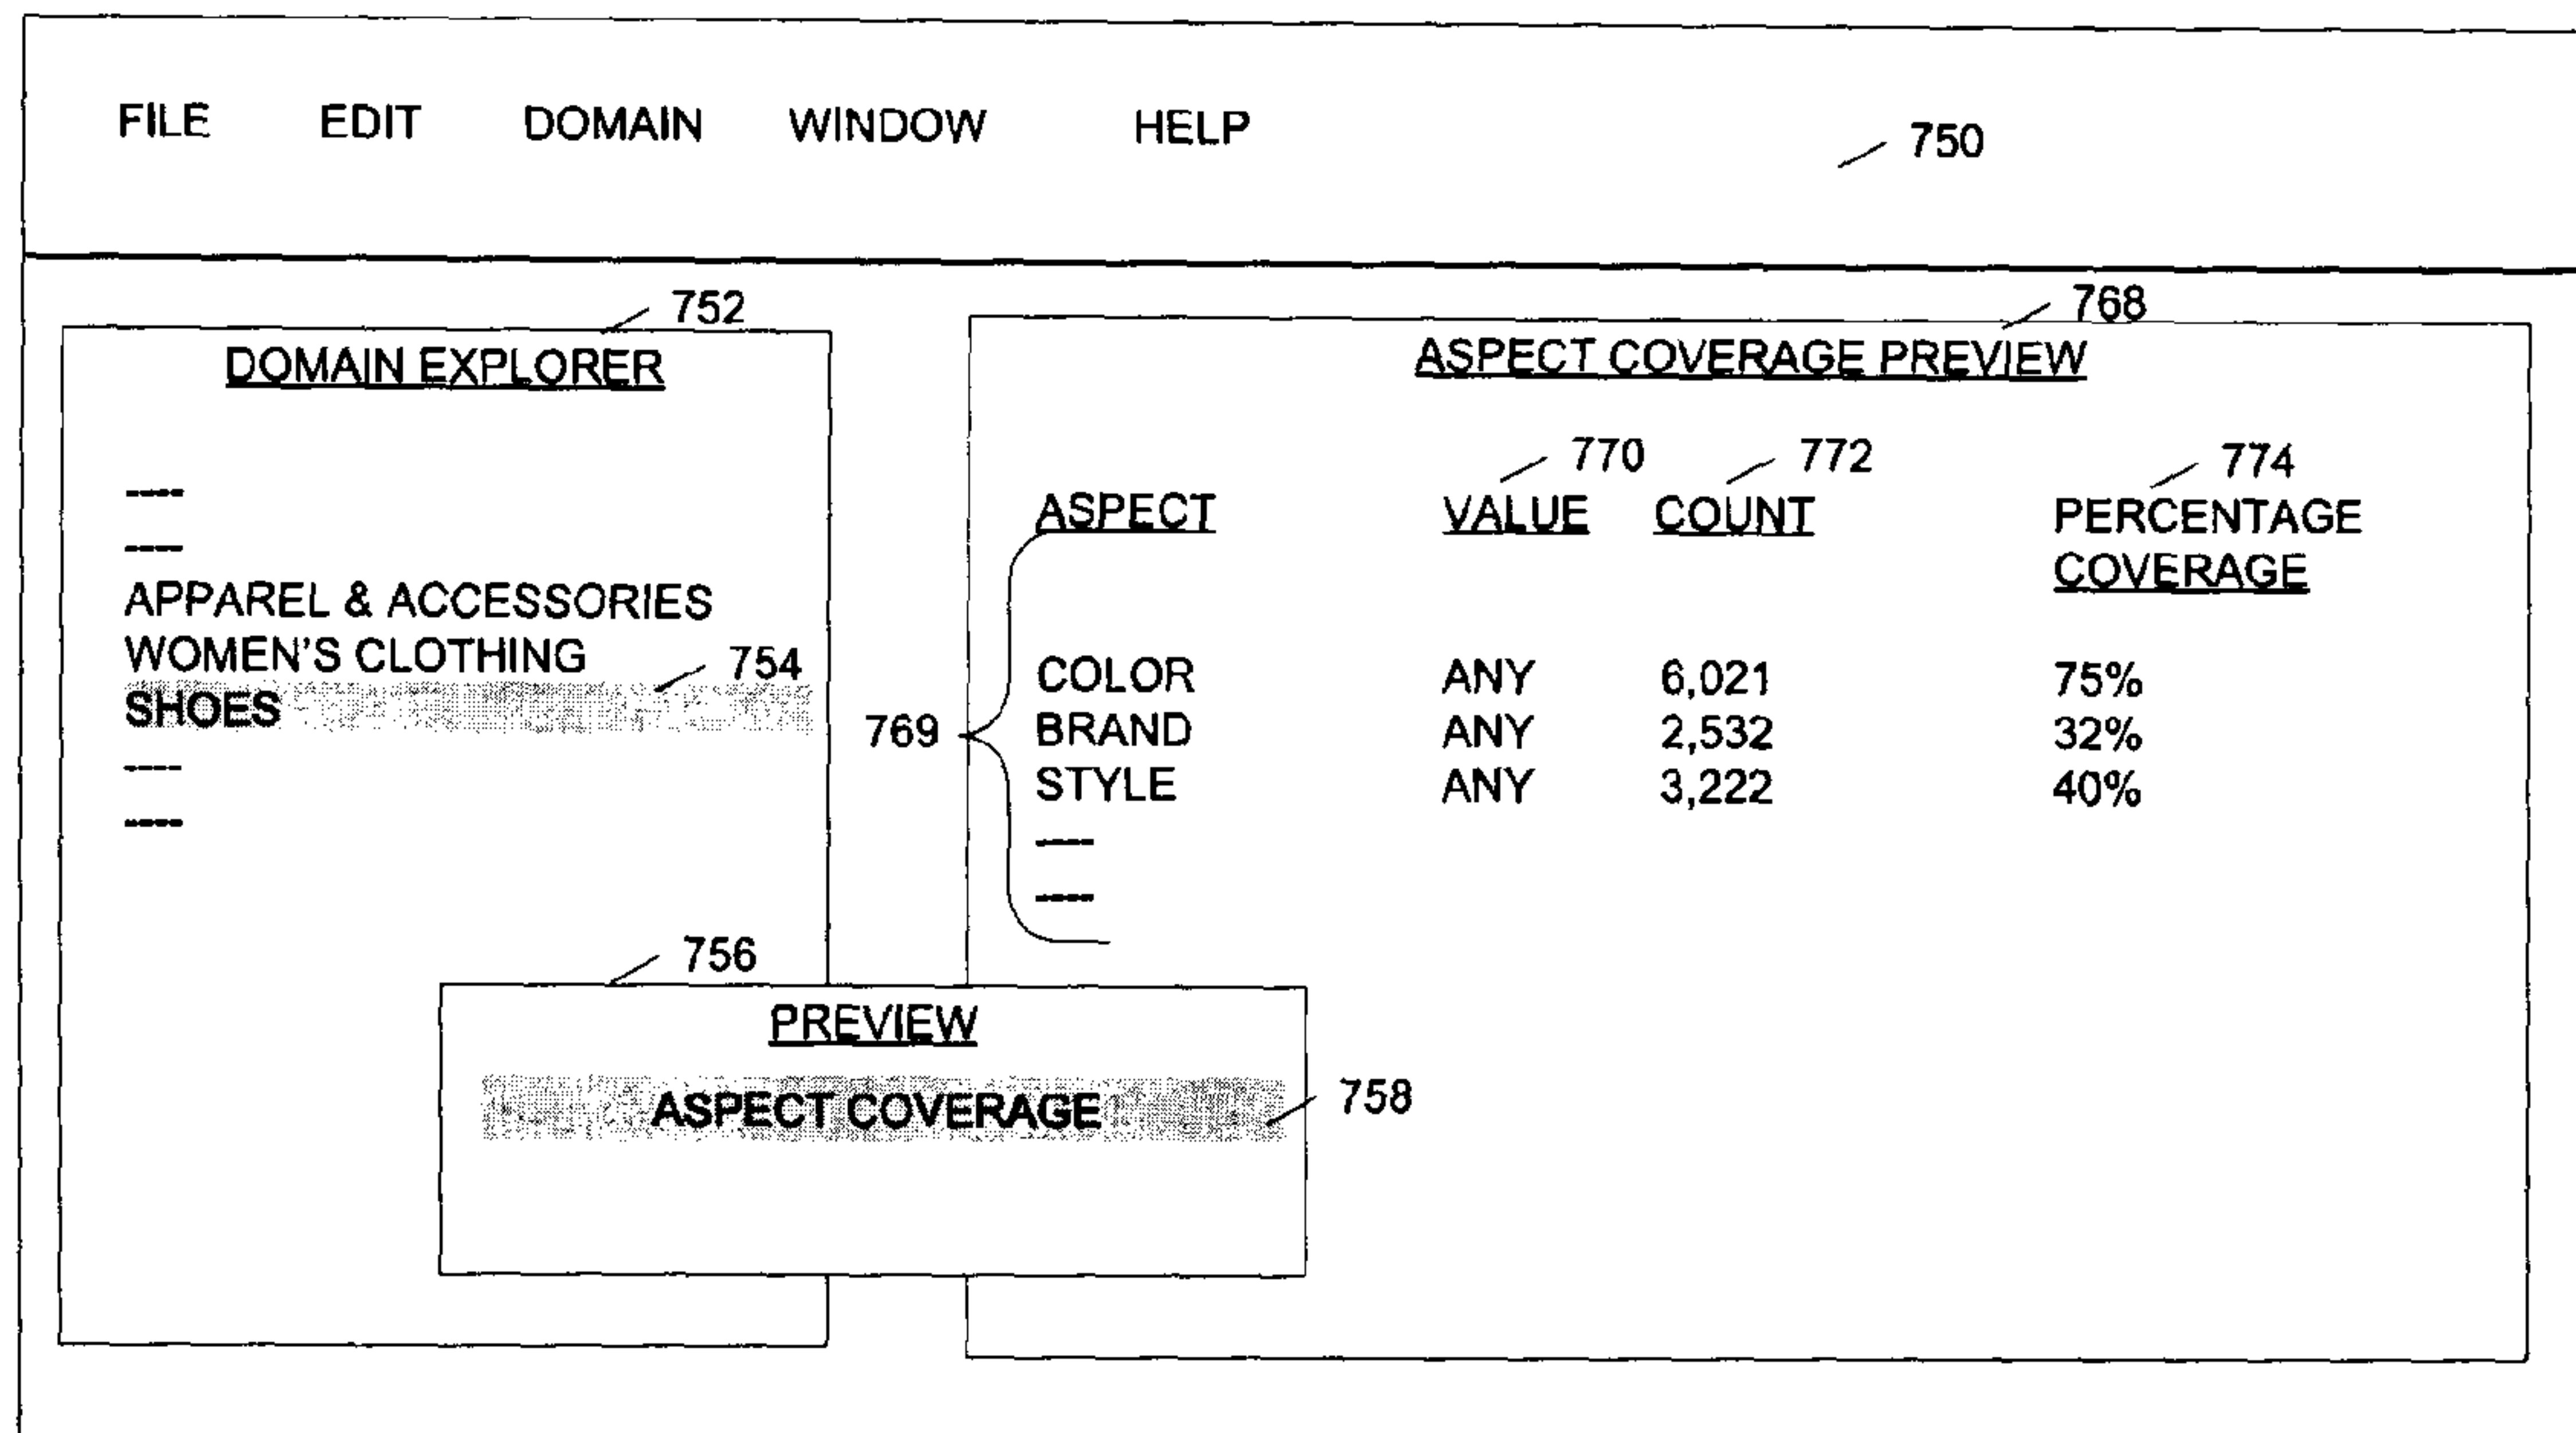 FILE EDIT DOMAIN WINDOW HELP
750
752
DOMAIN EXPLORER
----
----
APPAREL & ACCESSORIES
WOMEN'S CLOTHING
754
SHOES
----
----
768
ASPECT COVERAGE PREVIEW
770 772 774
ASPECT VALUE COUNT PERCENTAGE
COVERAGE
COLOR ANY 6,021 75%
769 BRAND ANY 2,532 32%
STYLE ANY 3,222 40%
----
----
756
PREVIEW
ASPECT COVERAGE 758